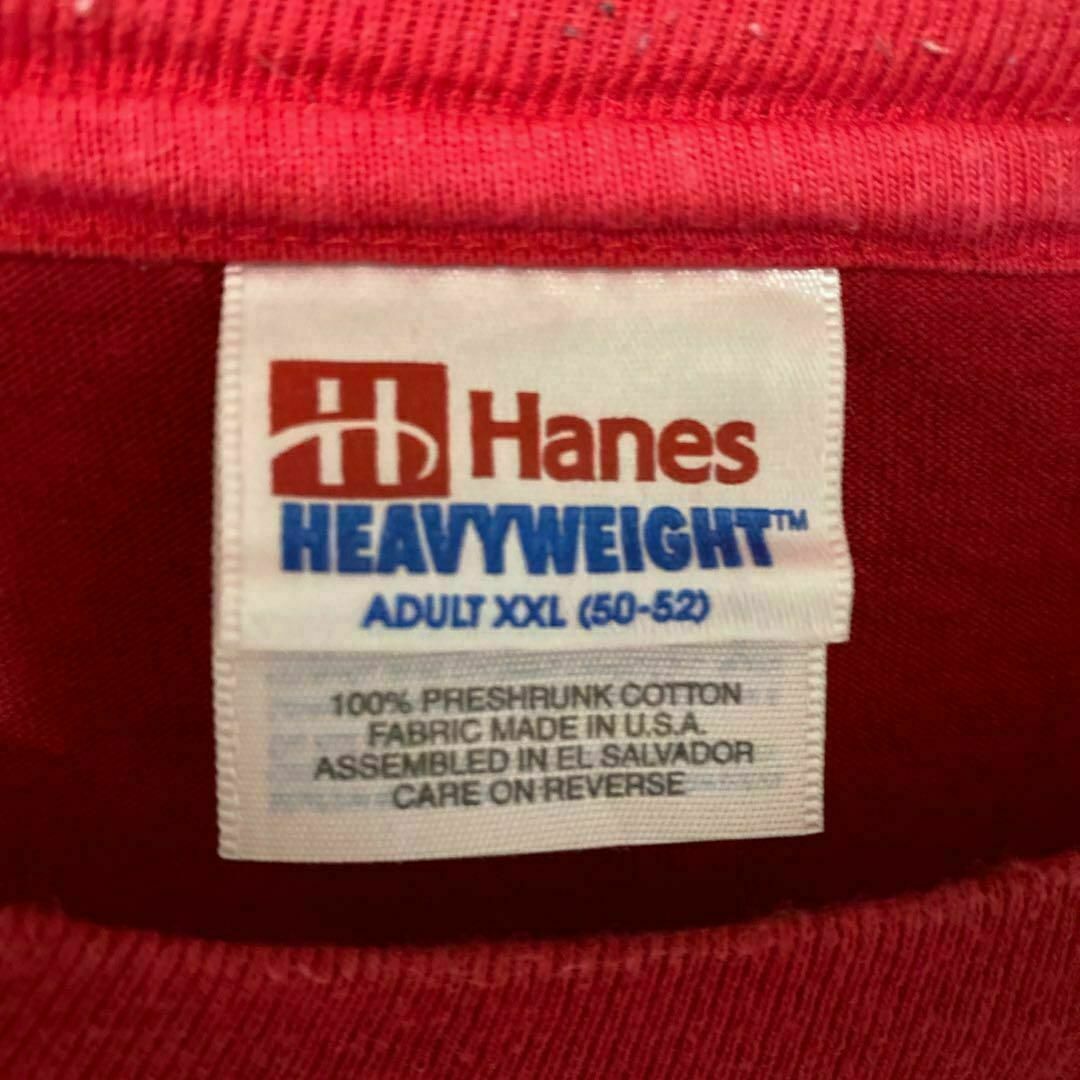 H Hanes
HEAVYWEIGHT™
ADULT XXL (50-52)
100% PRESHRUNK COTTON
FABRIC MADE IN U.S.A.
ASSEMBLED IN EL SALVADOR
CARE ON REVERSE